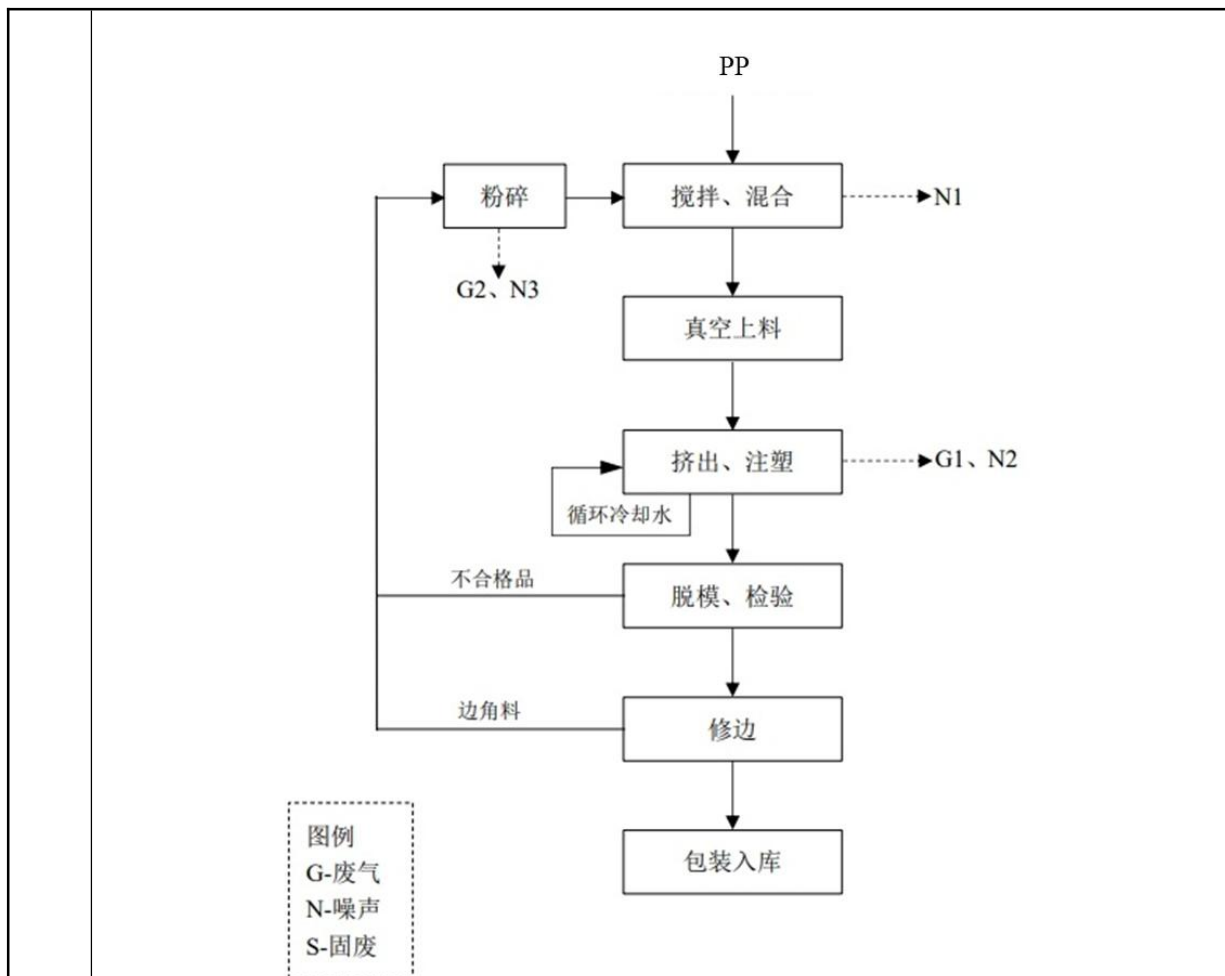 PP
粉碎
搅拌、混合
N1
G2、N3
真空上料
挤出、注塑
G1、N2
循环冷却水
不合格品
脱模、检验
边角料
修边
包装入库
图例
G-废气
N-噪声
S-固废